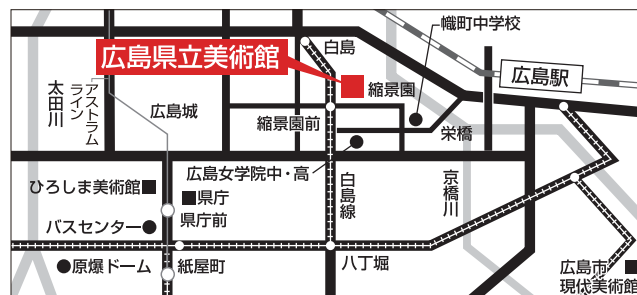 幟町中学校
白島
広島県立美術館
広島駅
縮景園
アストラム
ライン
太田川
広島城
縮景園前
栄橋
広島女学院中・高
ひろしま美術館
県庁
県庁前
白島線
京橋川
バスセンター
原爆ドーム
紙屋町
八丁堀
広島市
現代美術館